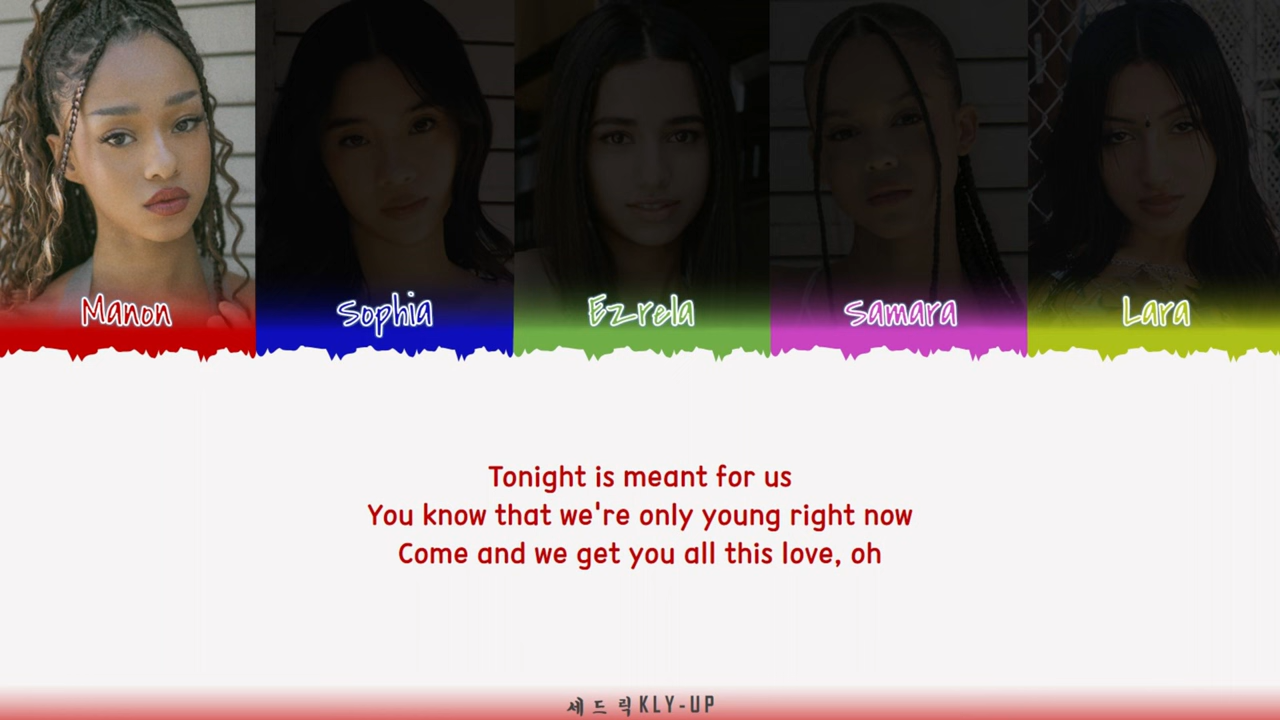 Manon
Sophia
Ezrela
Samara
Lara
Tonight is meant for us
You know that we're only young right now
Come and we get you all this love, oh
세드릭KLY-UP